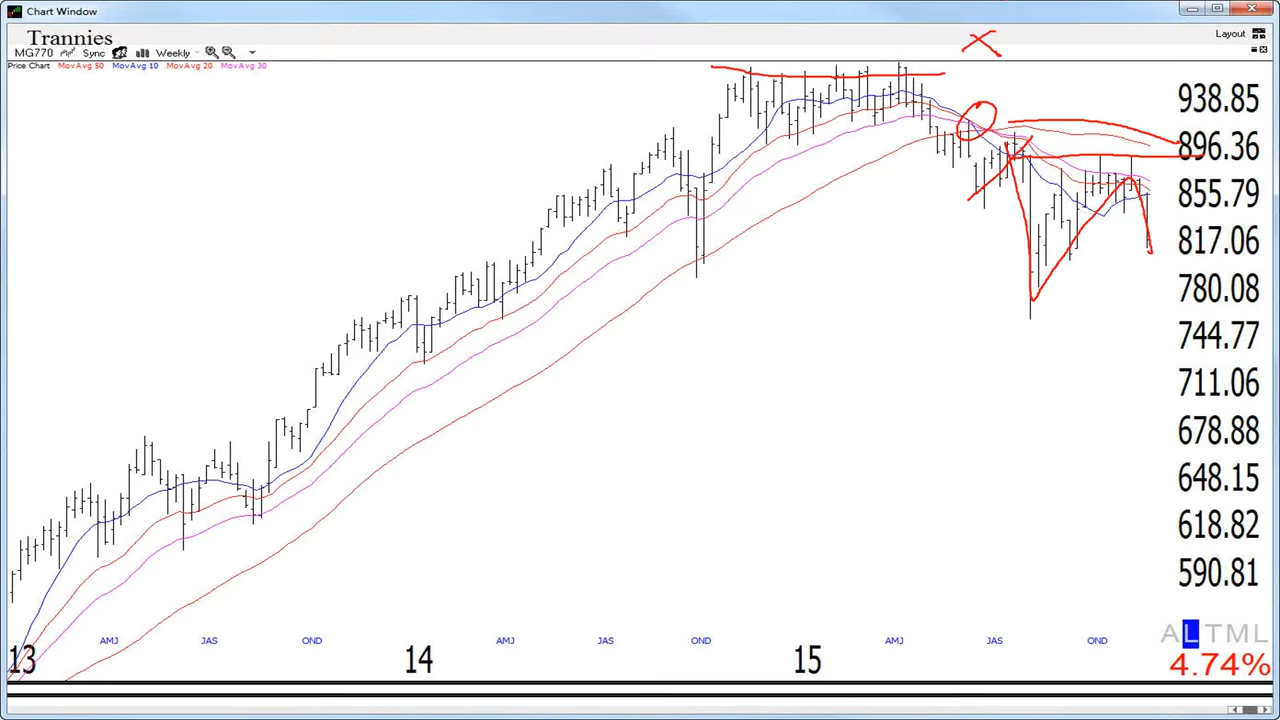 Chart Window
Trannies
Layout
MG770 Sync Weekly
Price Chart MovAvg 50 MovAvg 10 MovAvg 20 MovAvg 30
X
938.85
896.36
855.79
817.06
780.08
744.77
711.06
678.88
648.15
618.82
590.81
AMJ JAS OND AMJ JAS OND AMJ JAS OND
ALTML
13 14 15
4.74%